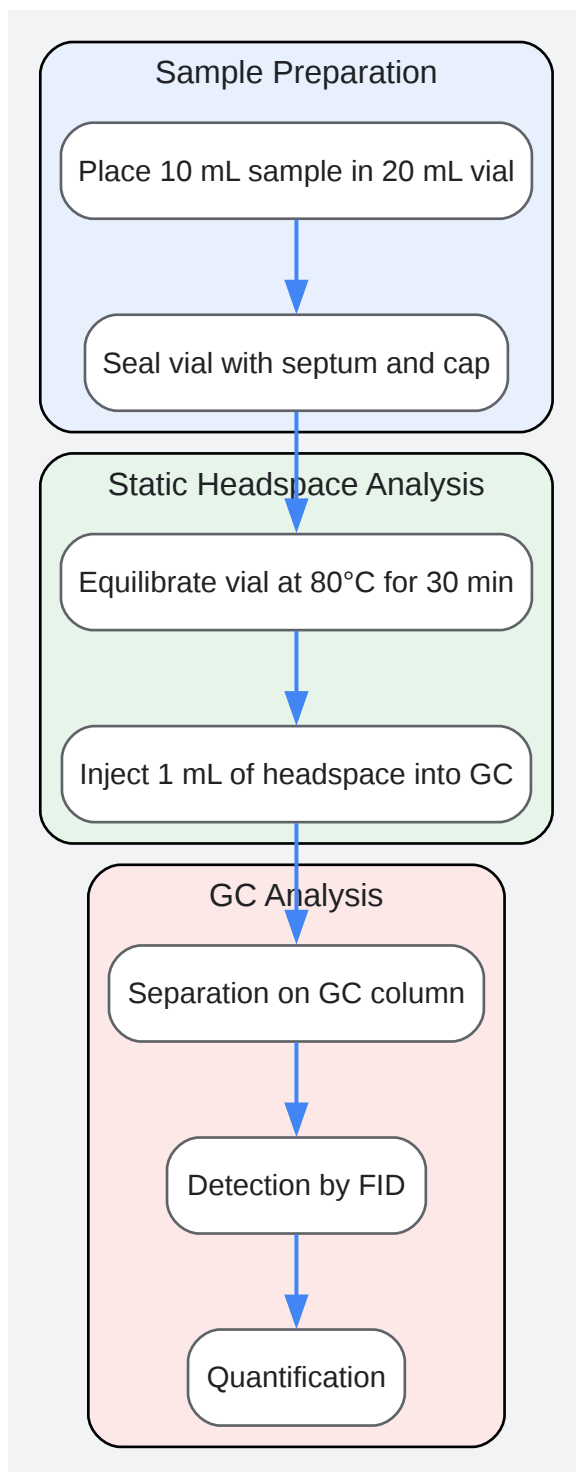 Sample Preparation
Place 10 mL sample in 20 mL vial
Seal vial with septum and cap
Static Headspace Analysis
Equilibrate vial at 80°C for 30 min
Inject 1 mL of headspace into GC
GC Analysis
Separation on GC column
Detection by FID
Quantification